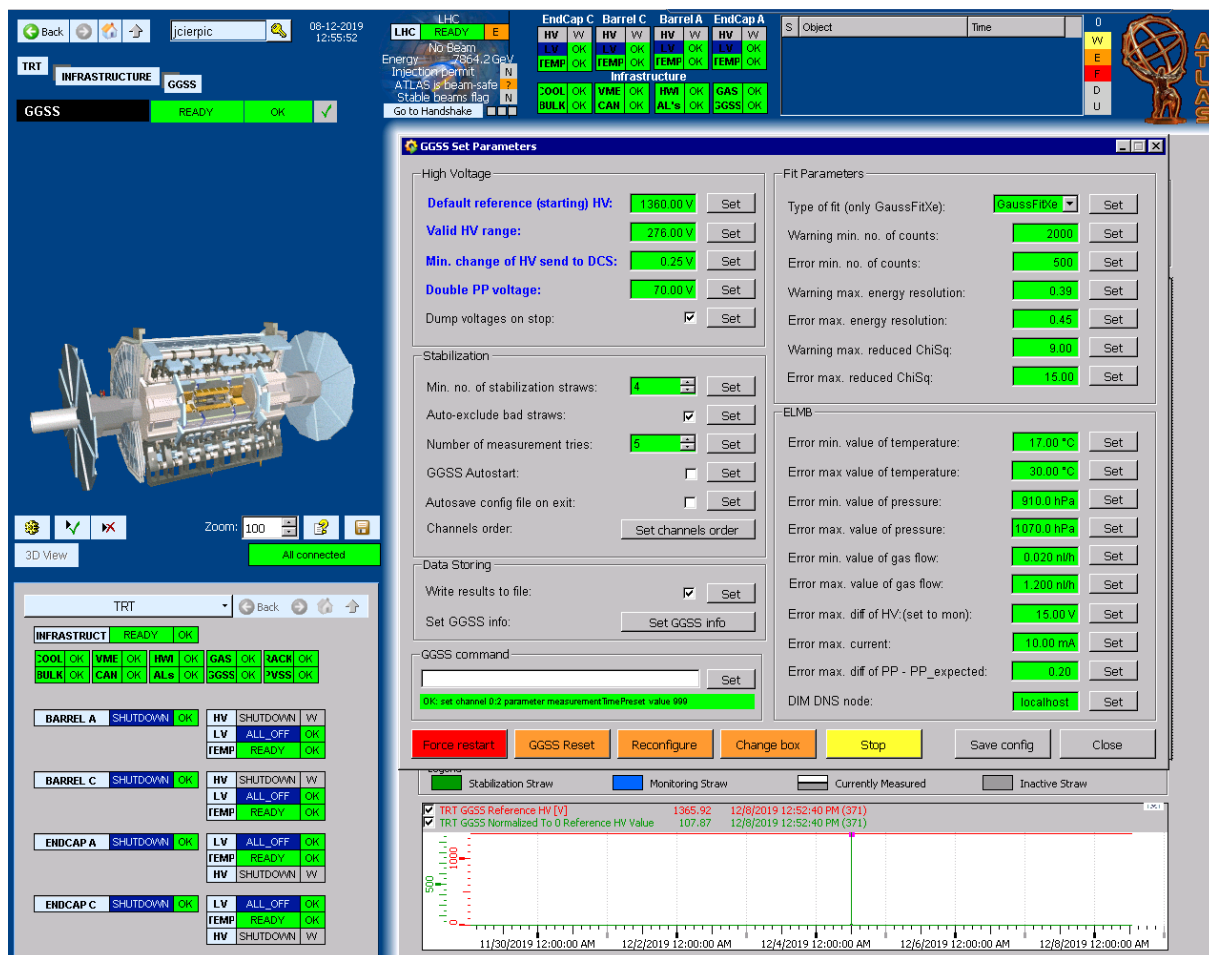 Back
jcierpic
08-12-2019
12:55:52
TRT
INFRASTRUCTURE
GGSS
GGSS READY OK
LHC
LHC READY E
No Beam
Energy 7864.2 GeV
Injection permit N
ATLAS is beam-safe ?
Stable beams flag N
Go to Handshake
EndCap C Barrel C Barrel A EndCap A
HV W HV W HV W HV W
LV OK LV OK LV OK LV OK
TEMP OK TEMP OK TEMP OK TEMP OK
Infrastructure
COOL OK VME OK HWI OK GAS OK
BULK OK CAN OK AL's OK GGSS OK
S Object Time
0
W
E
F
D
U
ATLAS
GGSS Set Parameters
High Voltage
Default reference (starting) HV: 1360.00 V Set
Valid HV range: 276.00 V Set
Min. change of HV send to DCS: 0.25 V Set
Double PP voltage: 70.00 V Set
Dump voltages on stop: Set
Stabilization
Min. no. of stabilization straws: 4 Set
Auto-exclude bad straws: Set
Number of measurement tries: 5 Set
GGSS Autostart: Set
Autosave config file on exit: Set
Channels order: Set channels order
Data Storing
Write results to file: Set
Set GGSS info: Set GGSS info
GGSS command
Set
OK: set channel 0:2 parameter measurementTimePreset value 999
Fit Parameters
Type of fit (only GaussFitXe): GaussFitXe Set
Warning min. no. of counts: 2000 Set
Error min. no. of counts: 500 Set
Warning max. energy resolution: 0.39 Set
Error max. energy resolution: 0.45 Set
Warning max. reduced ChiSq: 9.00 Set
Error max. reduced ChiSq: 15.00 Set
ELMB
Error min. value of temperature: 17.00 °C Set
Error max value of temperature: 30.00 °C Set
Error min. value of pressure: 910.0 hPa Set
Error max. value of pressure: 1070.0 hPa Set
Error min. value of gas flow: 0.020 nl/h Set
Error max. value of gas flow: 1.200 nl/h Set
Error max. diff of HV:(set to mon): 15.00 V Set
Error max. current: 10.00 mA Set
Error max. diff of PP - PP_expected: 0.20 Set
DIM DNS node: localhost Set
Force restart GGSS Reset Reconfigure Change box Stop Save config Close
Legend
Stabilization Straw Monitoring Straw Currently Measured Inactive Straw
TRT GGSS Reference HV [V] 1365.92 12/8/2019 12:52:40 PM (371)
TRT GGSS Normalized To 0 Reference HV Value 107.87 12/8/2019 12:52:40 PM (371)
1000
500
0
11/30/2019 12:00:00 AM 12/2/2019 12:00:00 AM 12/4/2019 12:00:00 AM 12/6/2019 12:00:00 AM 12/8/2019 12:00:00 AM
Zoom: 100
3D View
All connected
TRT Back
INFRASTRUCT READY OK
COOL OK VME OK HWI OK GAS OK RACK OK
BULK OK CAN OK ALs OK GGSS OK PVSS OK
BARREL A SHUTDOWN OK HV SHUTDOWN W
LV ALL_OFF OK
TEMP READY OK
BARREL C SHUTDOWN OK HV SHUTDOWN W
LV ALL_OFF OK
TEMP READY OK
ENDCAP A SHUTDOWN OK LV ALL_OFF OK
TEMP READY OK
HV SHUTDOWN W
ENDCAP C SHUTDOWN OK LV ALL_OFF OK
TEMP READY OK
HV SHUTDOWN W